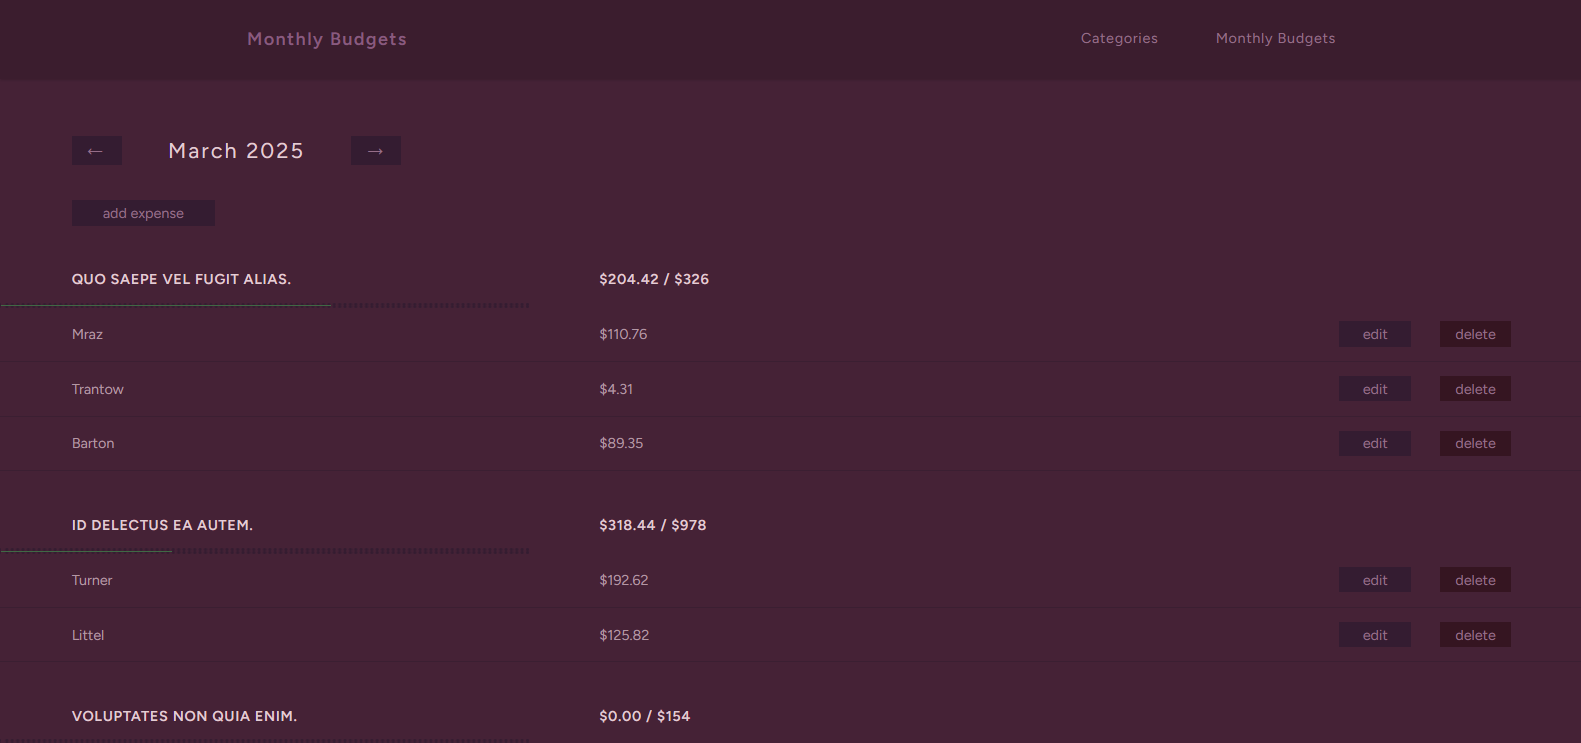 Monthly Budgets
Categories Monthly Budgets
← March 2025 →
add expense
QUO SAEPE VEL FUGIT ALIAS. $204.42 / $326
Mraz $110.76 edit delete
Trantow $4.31 edit delete
Barton $89.35 edit delete
ID DELECTUS EA AUTEM. $318.44 / $978
Turner $192.62 edit delete
Littel $125.82 edit delete
VOLUPTATES NON QUIA ENIM. $0.00 / $154